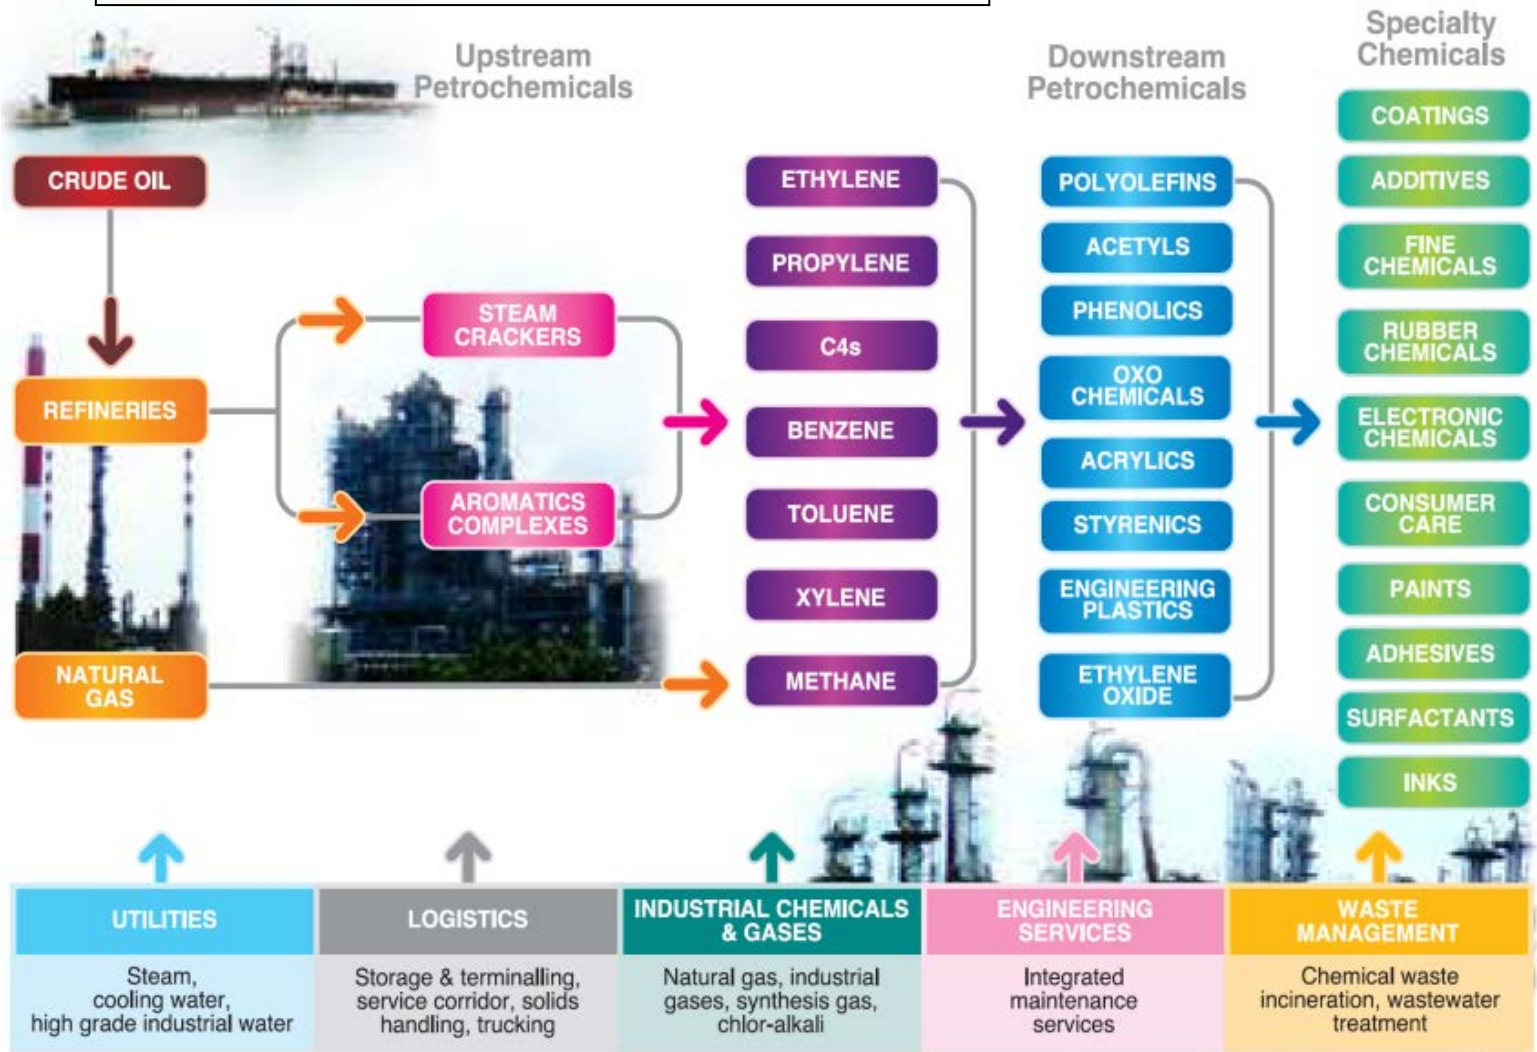 Upstream
Petrochemicals
Downstream
Petrochemicals
Specialty
Chemicals
CRUDE OIL
REFINERIES
NATURAL
GAS
STEAM
CRACKERS
AROMATICS
COMPLEXES
ETHYLENE
PROPYLENE
C4s
BENZENE
TOLUENE
XYLENE
METHANE
POLYOLEFINS
ACETYLS
PHENOLICS
OXO
CHEMICALS
ACRYLICS
STYRENICS
ENGINEERING
PLASTICS
ETHYLENE
OXIDE
COATINGS
ADDITIVES
FINE
CHEMICALS
RUBBER
CHEMICALS
ELECTRONIC
CHEMICALS
CONSUMER
CARE
PAINTS
ADHESIVES
SURFACTANTS
INKS
UTILITIES
Steam,
cooling water,
high grade industrial water
LOGISTICS
Storage & terminalling,
service corridor, solids
handling, trucking
INDUSTRIAL CHEMICALS
& GASES
Natural gas, industrial
gases, synthesis gas,
chlor-alkali
ENGINEERING
SERVICES
Integrated
maintenance
services
WASTE
MANAGEMENT
Chemical waste
incineration, wastewater
treatment